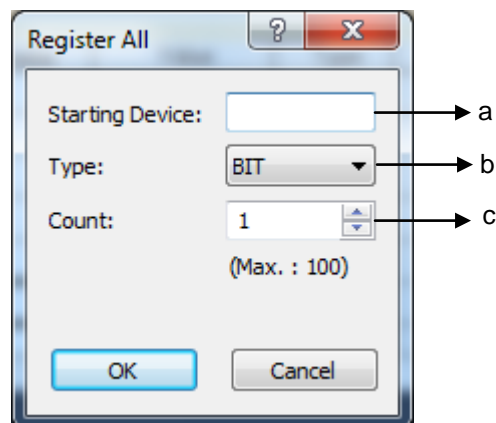 Register All
Starting Device: a
Type: BIT b
Count: 1 c
(Max. : 100)
OK Cancel